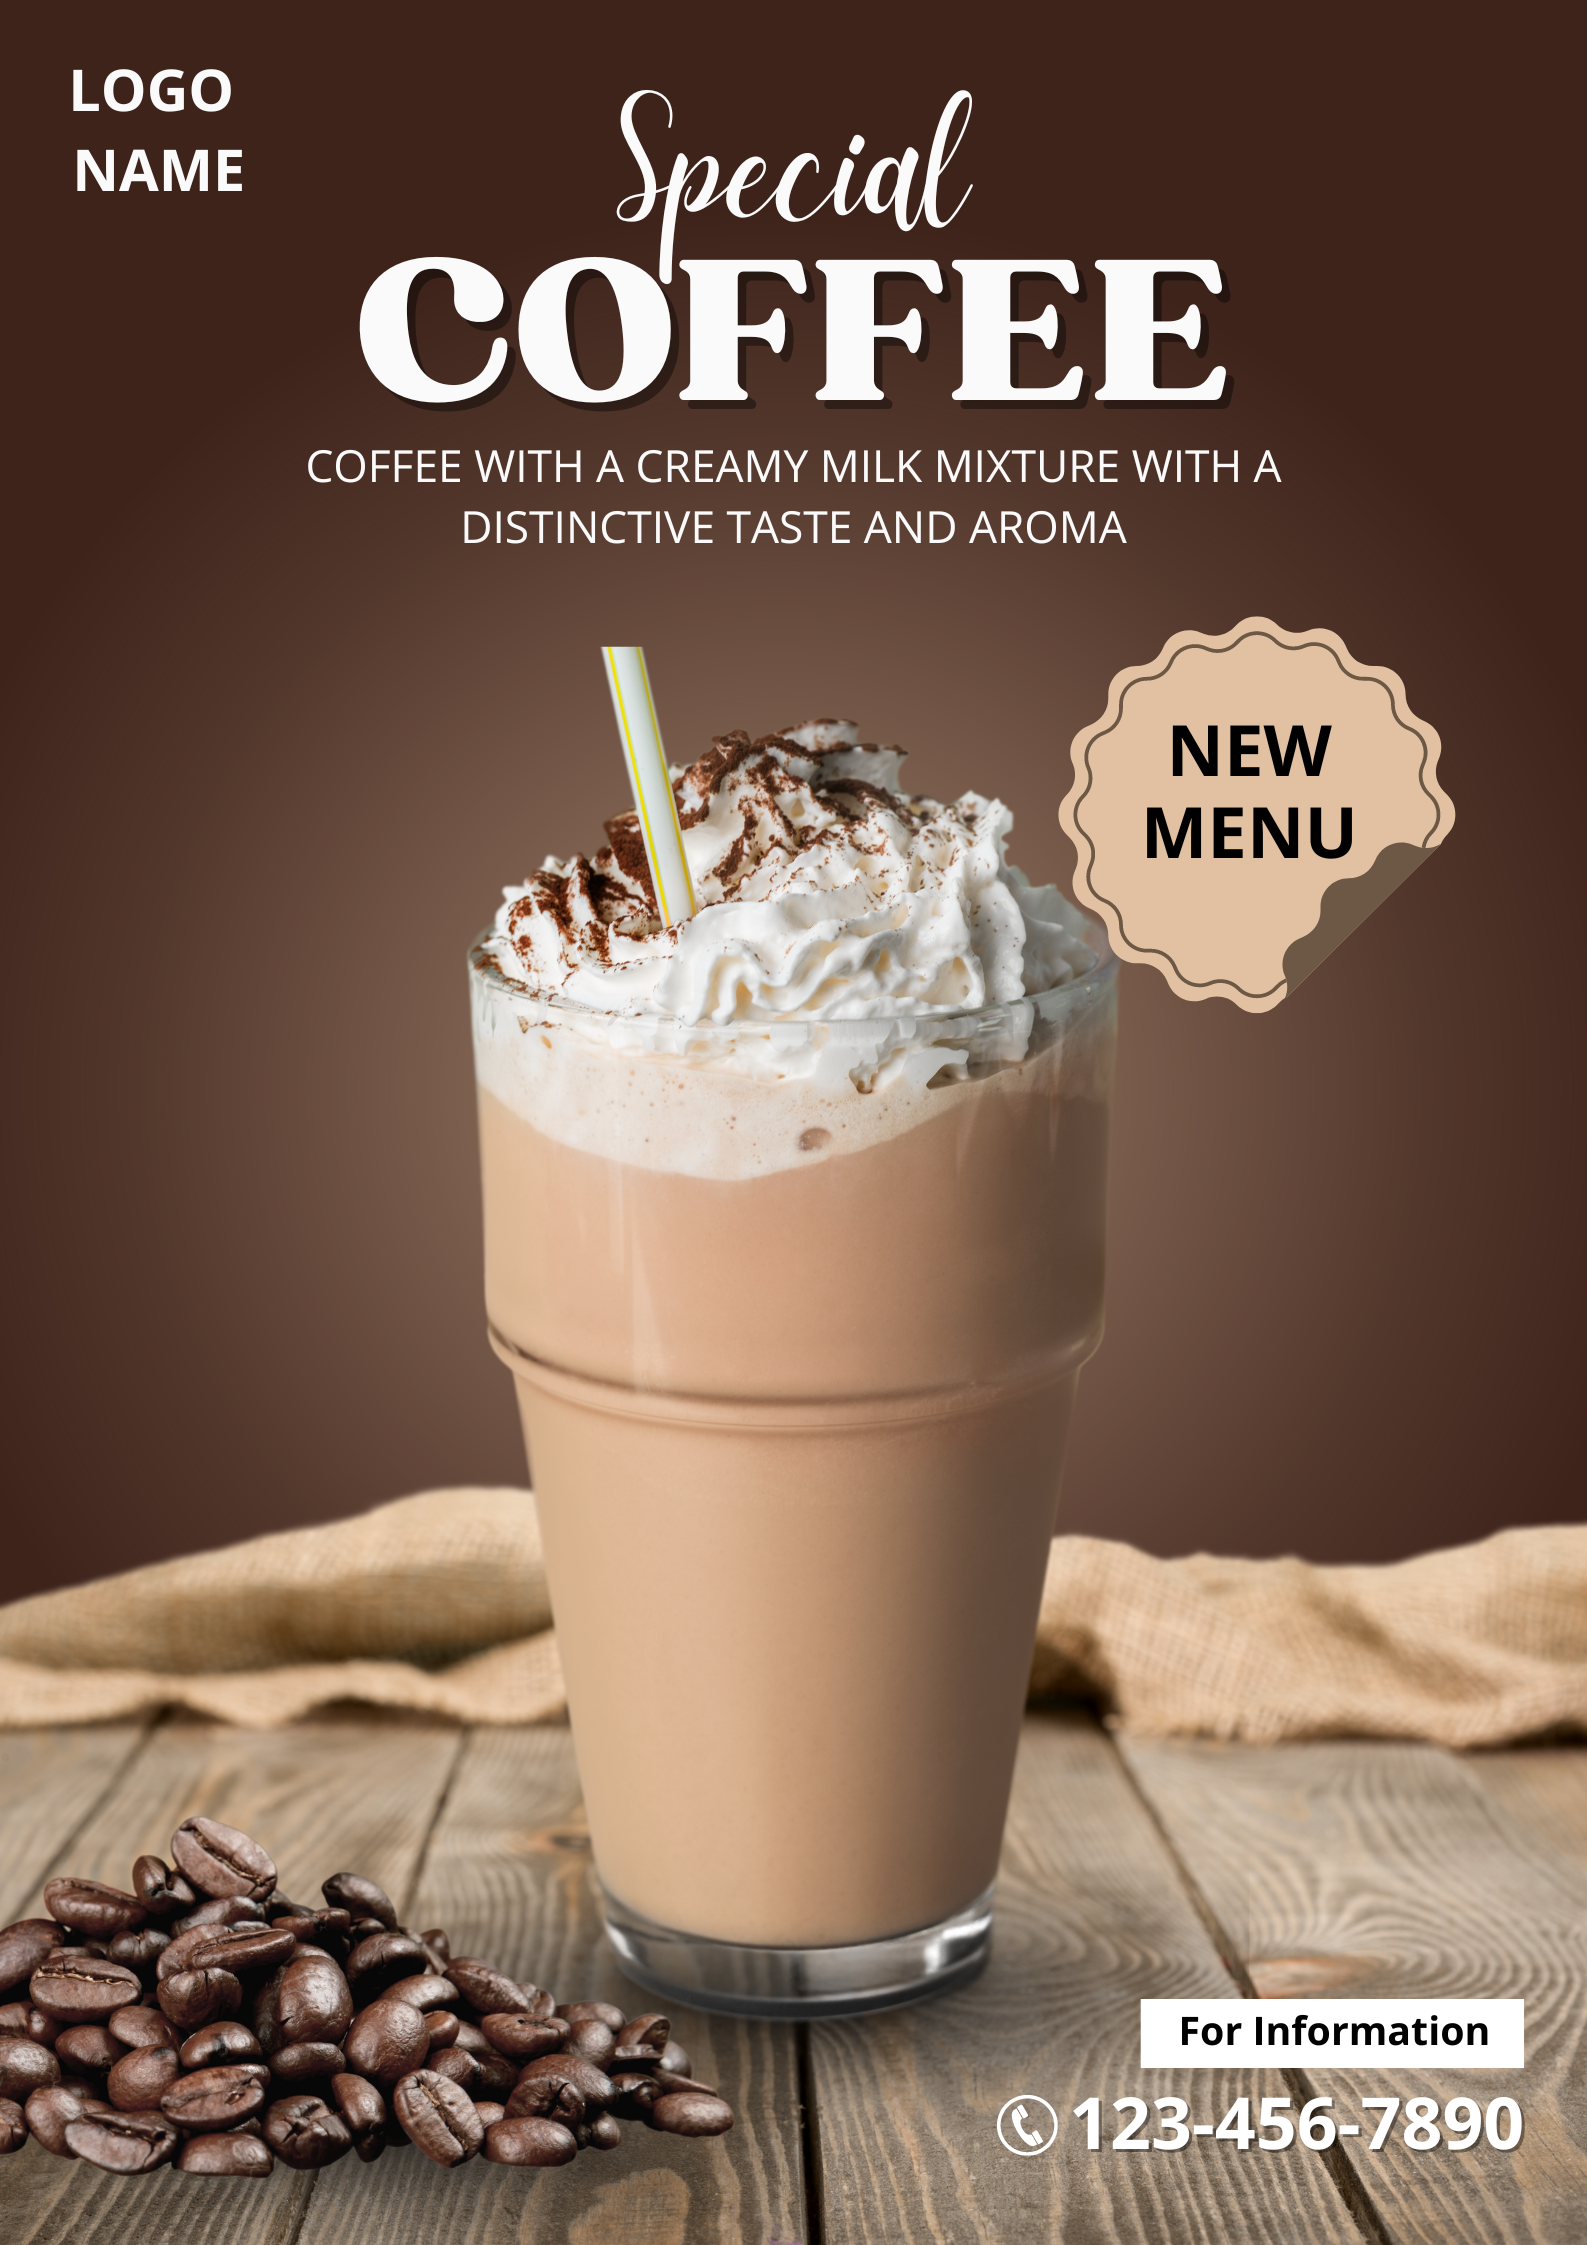 LOGO
NAME
Special
COFFEE
COFFEE WITH A CREAMY MILK MIXTURE WITH A
DISTINCTIVE TASTE AND AROMA
NEW
MENU
For Information
123-456-7890